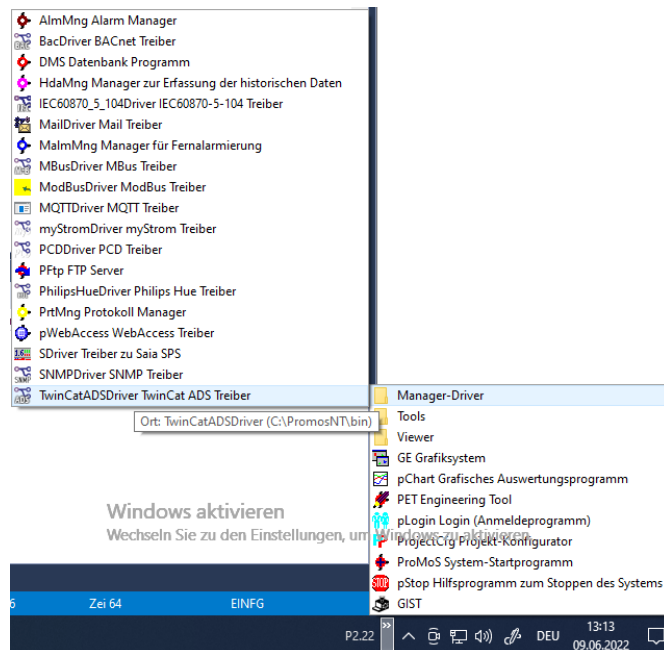 AlmMng Alarm Manager
BacDriver BACnet Treiber
DMS Datenbank Programm
HdaMng Manager zur Erfassung der historischen Daten
IEC60870_5_104Driver IEC60870-5-104 Treiber
MailDriver Mail Treiber
MalmMng Manager für Fernalarmierung
MBusDriver MBus Treiber
ModBusDriver ModBus Treiber
MQTTDriver MQTT Treiber
myStromDriver myStrom Treiber
PCDDriver PCD Treiber
PFtp FTP Server
PhilipsHueDriver Philips Hue Treiber
PrtMng Protokoll Manager
pWebAccess WebAccess Treiber
SDriver Treiber zu Saia SPS
SNMPDriver SNMP Treiber
TwinCatADSDriver TwinCat ADS Treiber
Ort: TwinCatADSDriver (C:\PromosNT\bin)
Manager-Driver
Tools
Viewer
GE Grafiksystem
pChart Grafisches Auswertungsprogramm
PET Engineering Tool
pLogin Login (Anmeldeprogramm)
ProjectCfg Projekt-Konfigurator
ProMoS System-Startprogramm
pStop Hilfsprogramm zum Stoppen des Systems
GIST
Windows aktivieren
Wechseln Sie zu den Einstellungen, um Windows zu aktivieren.
6 Zei 64 EINFG
P2.22 DEU 13:13
09.06.2022